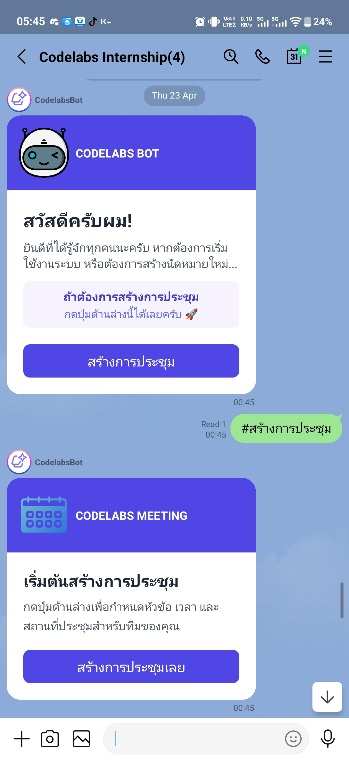 05:45
K+
24%
Codelabs Internship(4)
31
N
Thu 23 Apr
CodelabsBot
CODELABS BOT
สวัสดีครับผม!
ยินดีที่ได้รู้จักทุกคนนะครับ หากต้องการเริ่ม
ใช้งานระบบ หรือต้องการสร้างนัดหมายใหม่...
ถ้าต้องการสร้างการประชุม
กดปุ่มด้านล่างนี้ได้เลยครับ 🚀
สร้างการประชุม
00:45
Read 1
00:45
#สร้างการประชุม
CodelabsBot
CODELABS MEETING
เริ่มต้นสร้างการประชุม
กดปุ่มด้านล่างเพื่อกำหนดหัวข้อ เวลา และ
สถานที่ประชุมสำหรับทีมของคุณ
สร้างการประชุมเลย
00:45